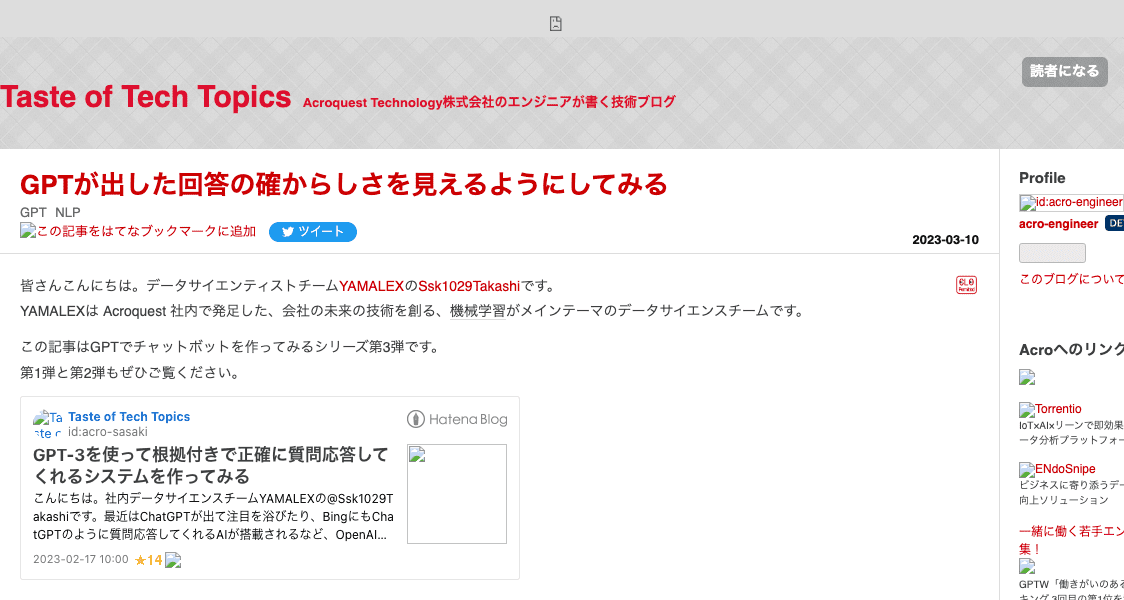 読者になる
Taste of Tech Topics Acroquest Technology株式会社のエンジニアが書く技術ブログ
GPTが出した回答の確からしさを見えるようにしてみる
GPT NLP
この記事をはてなブックマークに追加 ツイート
2023-03-10
皆さんこんにちは。データサイエンティストチームYAMALEXのSsk1029Takashiです。
YAMALEXは Acroquest 社内で発足した、会社の未来の技術を創る、機械学習がメインテーマのデータサイエンスチームです。
この記事はGPTでチャットボットを作ってみるシリーズ第3弾です。
第1弾と第2弾もぜひご覧ください。
Taste of Tech Topics
id:acro-sasaki
Hatena Blog
GPT-3を使って根拠付きで正確に質問応答して
くれるシステムを作ってみる
こんにちは。社内データサイエンスチームYAMALEXの@Ssk1029T
akashiです。最近はChatGPTが出て注目を浴びたり、BingにもCha
tGPTのように質問応答してくれるAIが搭載されるなど、OpenAI…
2023-02-17 10:00 ★14
Profile
id:acro-engineer
acro-engineer
このブログについて
Acroへのリンク
Torrentio
IoT×AI×リーンで即効果
ータ分析プラットフォー
ENdoSnipe
ビジネスに寄り添うデー
向上ソリューション
一緒に働く若手エン
集！
GPTW「働きがいのある